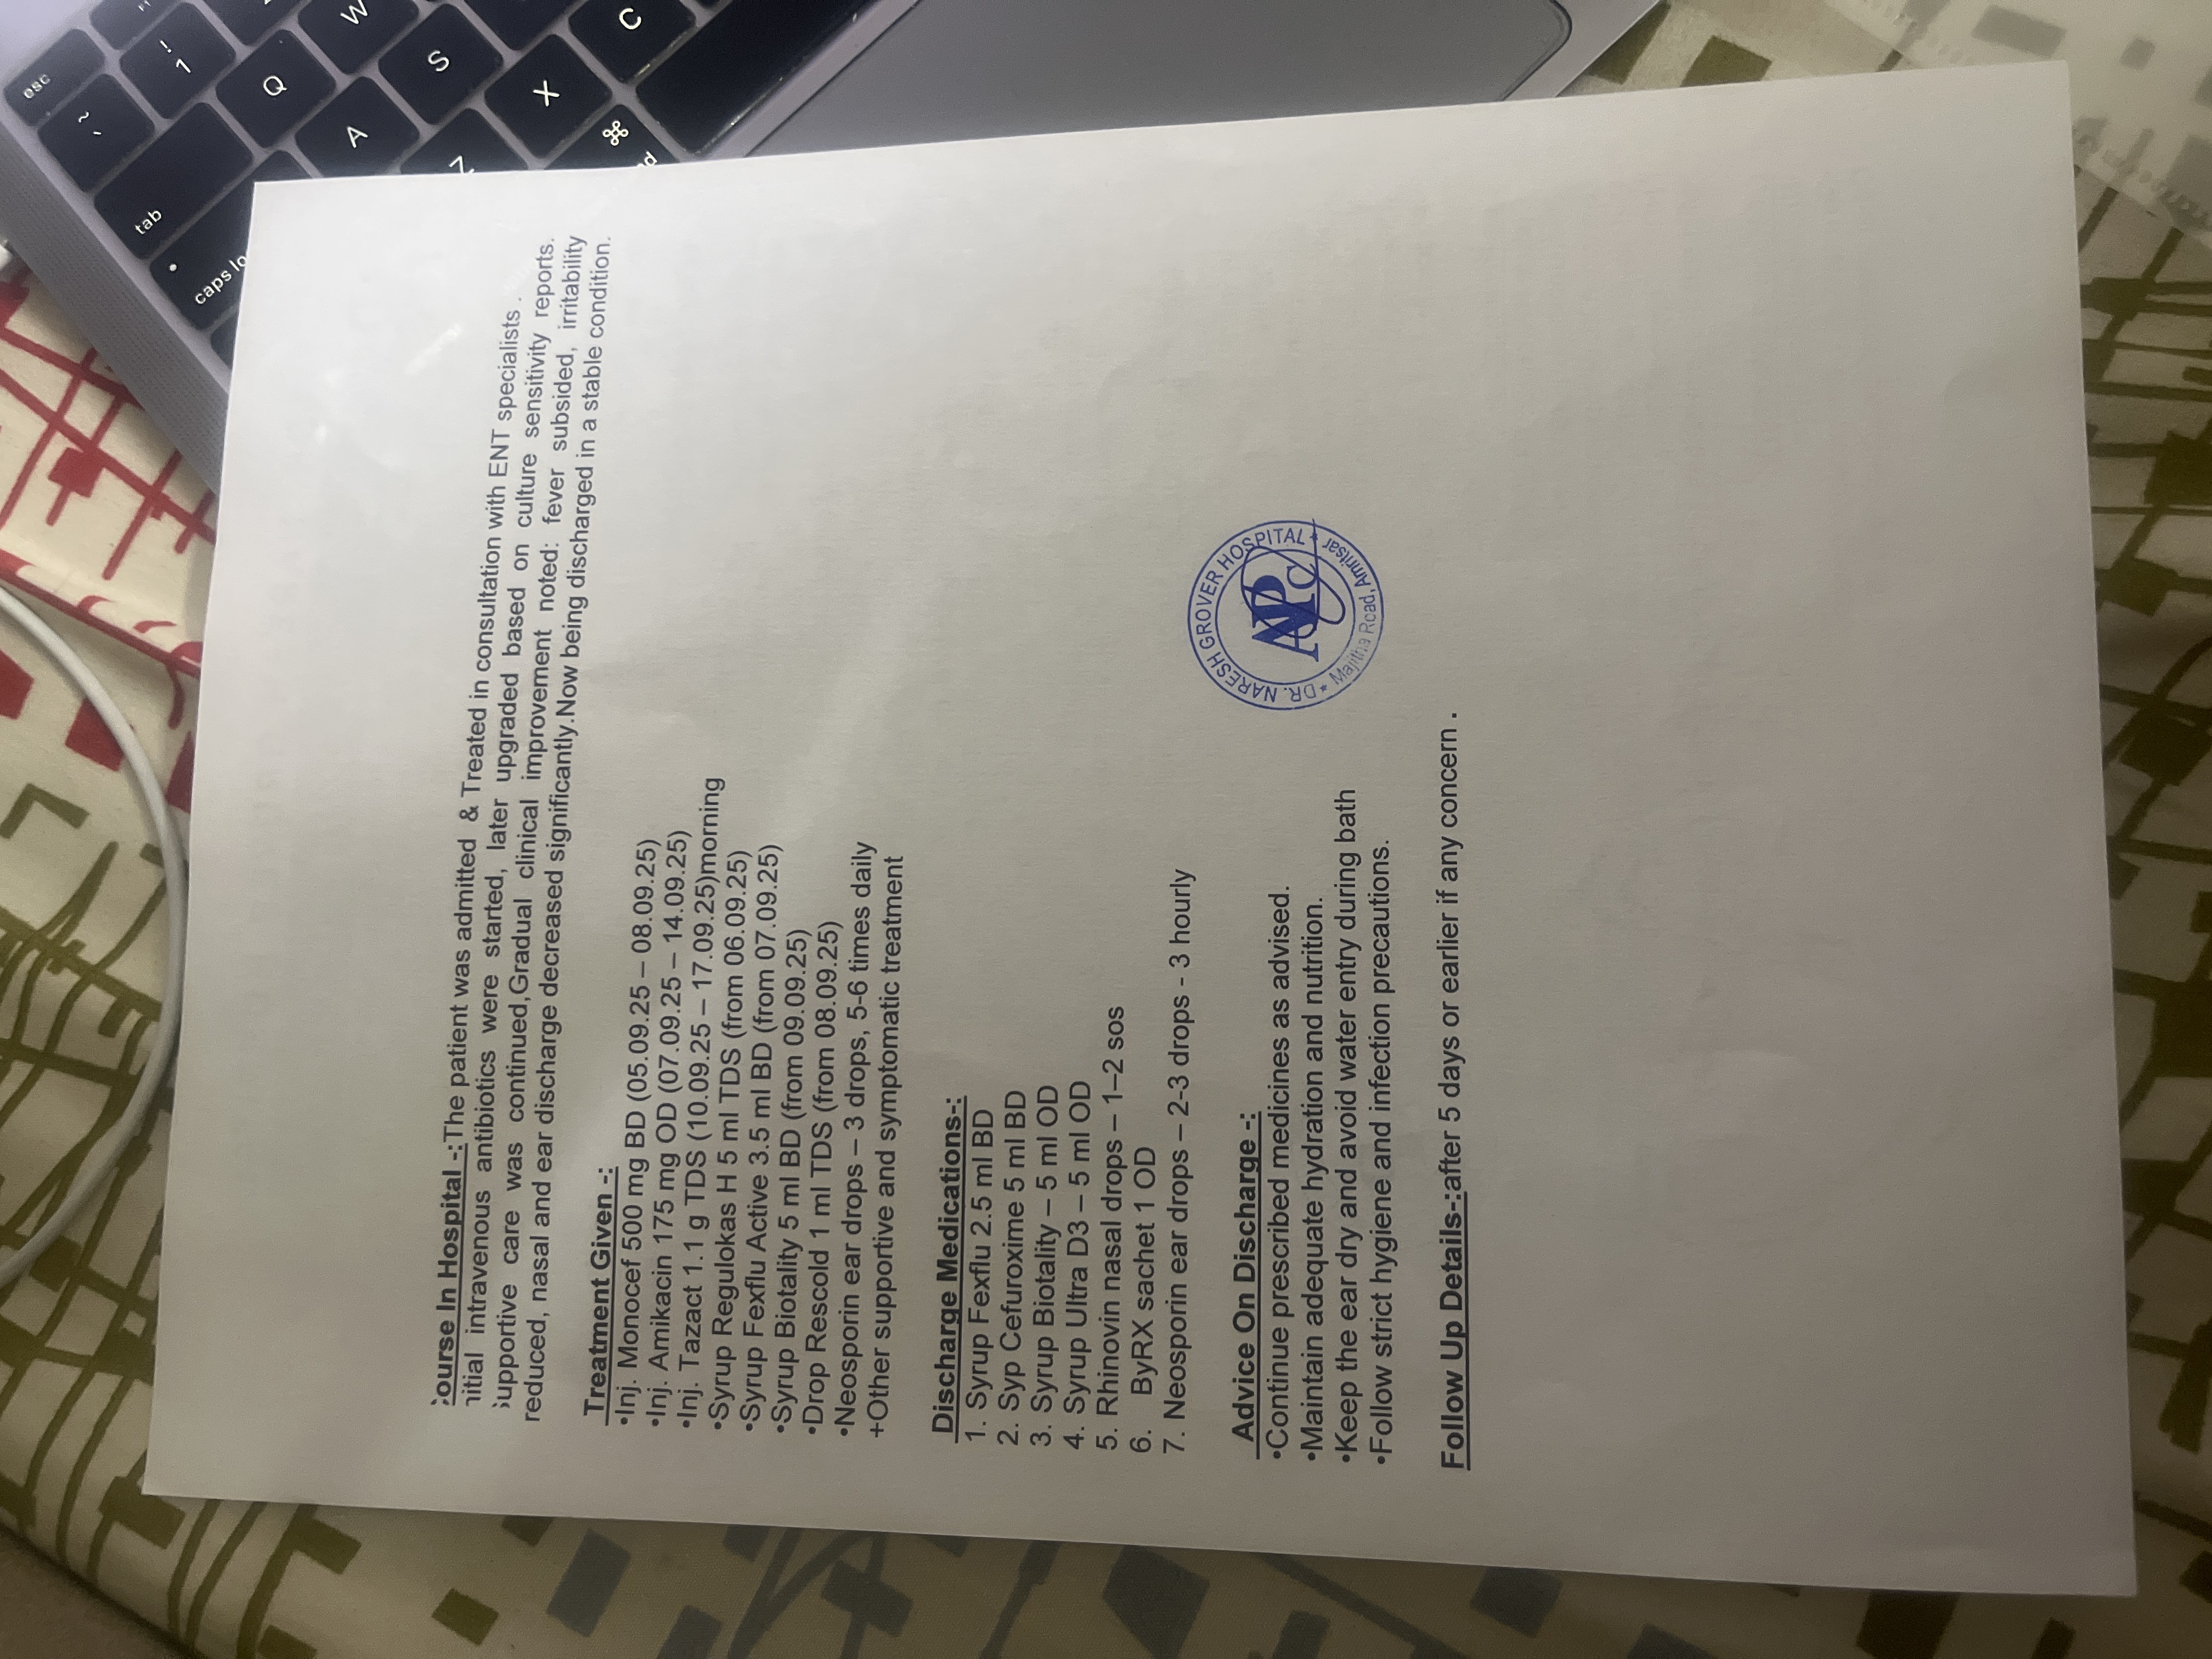 esc
~
`
!
1
tab
caps lo
Q
W
A
S
Z
X
C
⌘
:ourse In Hospital -:The patient was admitted & Treated in consultation with ENT specialists .
nitial intravenous antibiotics were started, later upgraded based on culture sensitivity reports.
Supportive care was continued,Gradual clinical improvement noted: fever subsided, irritability
reduced, nasal and ear discharge decreased significantly.Now being discharged in a stable condition.
Treatment Given -:
•Inj. Monocef 500 mg BD (05.09.25 – 08.09.25)
•Inj. Amikacin 175 mg OD (07.09.25 – 14.09.25)
•Inj. Tazact 1.1 g TDS (10.09.25 – 17.09.25)morning
•Syrup Regulokas H 5 ml TDS (from 06.09.25)
•Syrup Fexflu Active 3.5 ml BD (from 07.09.25)
•Syrup Biotality 5 ml BD (from 09.09.25)
•Drop Rescold 1 ml TDS (from 08.09.25)
•Neosporin ear drops – 3 drops, 5-6 times daily
+Other supportive and symptomatic treatment
Discharge Medications-:
1. Syrup Fexflu 2.5 ml BD
2. Syp Cefuroxime 5 ml BD
3. Syrup Biotality – 5 ml OD
4. Syrup Ultra D3 – 5 ml OD
5. Rhinovin nasal drops – 1–2 sos
6. ByRX sachet 1 OD
7. Neosporin ear drops – 2-3 drops - 3 hourly
Advice On Discharge -:
•Continue prescribed medicines as advised.
•Maintain adequate hydration and nutrition.
•Keep the ear dry and avoid water entry during bath
•Follow strict hygiene and infection precautions.
DR. NARESH GROVER HOSPITAL
APC
* Majitha Road, Amritsar *
Follow Up Details-:after 5 days or earlier if any concern .